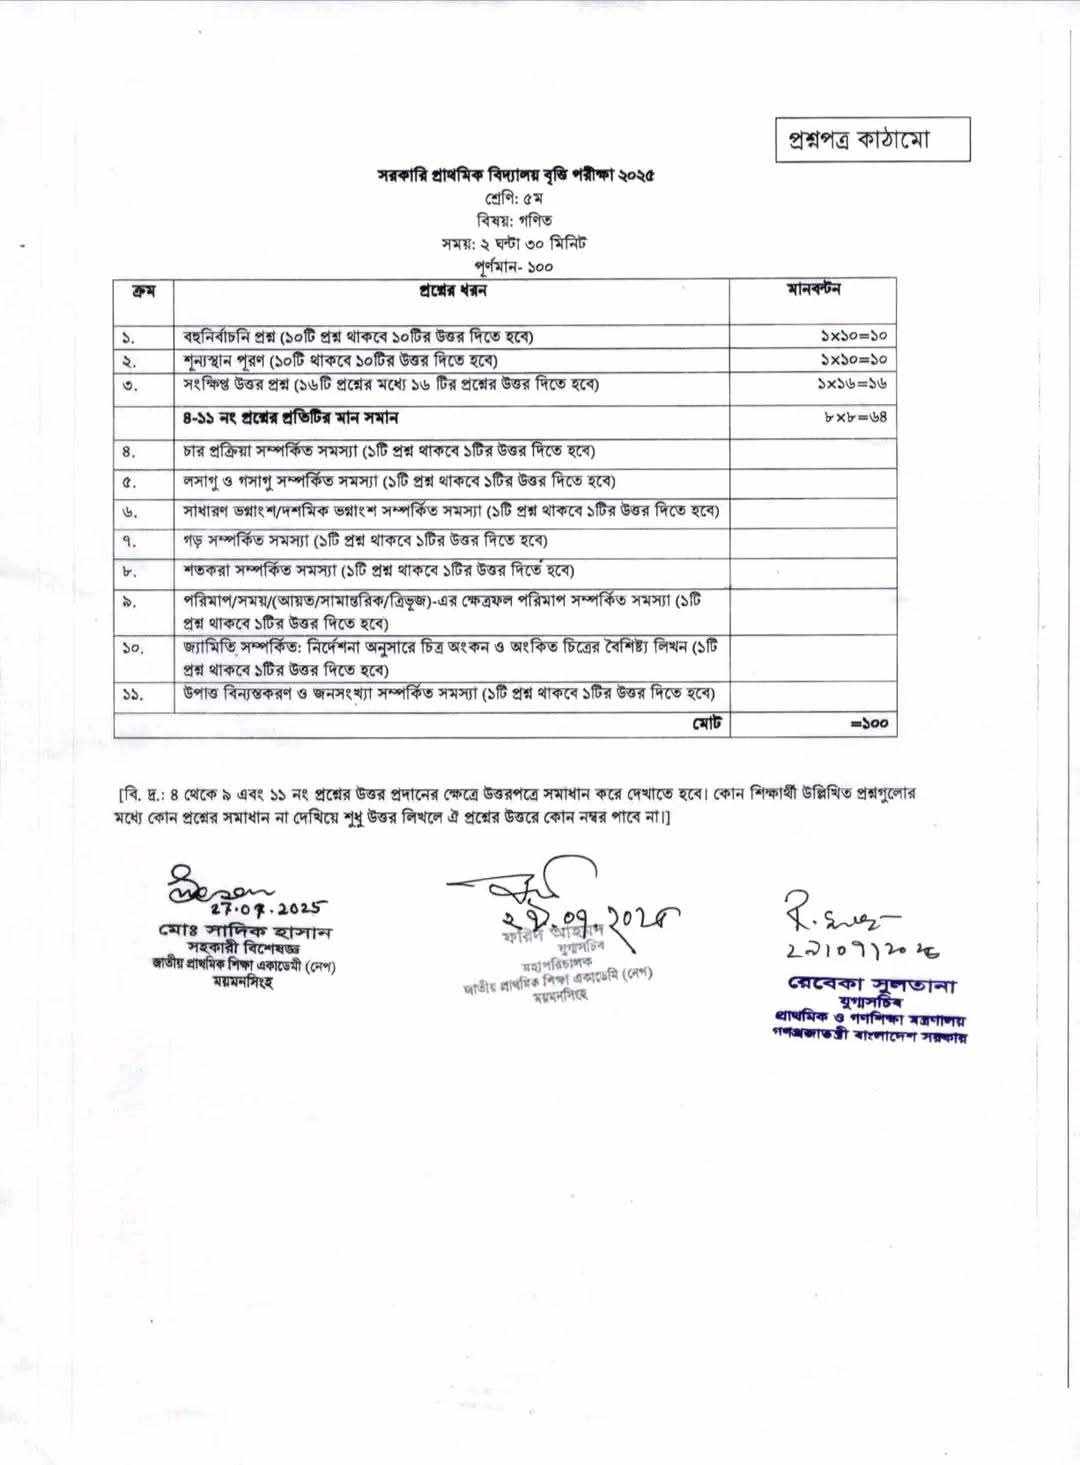 প্রশ্নপত্র কাঠামো
সরকারি প্রাথমিক বিদ্যালয় বৃত্তি পরীক্ষা ২০২৫
শ্রেণি: ৫ম
বিষয়: গণিত
সময়: ২ ঘন্টা ৩০ মিনিট
পূর্ণমান- ১০০
ক্রম প্রশ্নের ধরন মানবন্টন
১. বহুনির্বাচনি প্রশ্ন (১০টি প্রশ্ন থাকবে ১০টির উত্তর দিতে হবে) ১×১০=১০
২. শূন্যস্থান পূরণ (১০টি থাকবে ১০টির উত্তর দিতে হবে) ১×১০=১০
৩. সংক্ষিপ্ত উত্তর প্রশ্ন (১৬টি প্রশ্নের মধ্যে ১৬ টির প্রশ্নের উত্তর দিতে হবে) ১×১৬=১৬
৪-১১ নং প্রশ্নের প্রতিটির মান সমান ৮×৮=৬৪
৪. চার প্রক্রিয়া সম্পর্কিত সমস্যা (১টি প্রশ্ন থাকবে ১টির উত্তর দিতে হবে)
৫. লসাগু ও গসাগু সম্পর্কিত সমস্যা (১টি প্রশ্ন থাকবে ১টির উত্তর দিতে হবে)
৬. সাধারণ ভগ্নাংশ/দশমিক ভগ্নাংশ সম্পর্কিত সমস্যা (১টি প্রশ্ন থাকবে ১টির উত্তর দিতে হবে)
৭. গড় সম্পর্কিত সমস্যা (১টি প্রশ্ন থাকবে ১টির উত্তর দিতে হবে)
৮. শতকরা সম্পর্কিত সমস্যা (১টি প্রশ্ন থাকবে ১টির উত্তর দিতে হবে)
৯. পরিমাপ/সময়/(আয়ত/সামান্তরিক/ত্রিভূজ)-এর ক্ষেত্রফল পরিমাপ সম্পর্কিত সমস্যা (১টি
প্রশ্ন থাকবে ১টির উত্তর দিতে হবে)
১০. জ্যামিতি সম্পর্কিত: নির্দেশনা অনুসারে চিত্র অংকন ও অংকিত চিত্রের বৈশিষ্ট্য লিখন (১টি
প্রশ্ন থাকবে ১টির উত্তর দিতে হবে)
১১. উপাত্ত বিন্যস্তকরণ ও জনসংখ্যা সম্পর্কিত সমস্যা (১টি প্রশ্ন থাকবে ১টির উত্তর দিতে হবে)
মোট =১০০
[বি. দ্র.: ৪ থেকে ৯ এবং ১১ নং প্রশ্নের উত্তর প্রদানের ক্ষেত্রে উত্তরপত্রে সমাধান করে দেখাতে হবে। কোন শিক্ষার্থী উল্লিখিত প্রশ্নগুলোর
মধ্যে কোন প্রশ্নের সমাধান না দেখিয়ে শুধু উত্তর লিখলে ঐ প্রশ্নের উত্তরে কোন নম্বর পাবে না।]
27.07.2025
মোঃ সাদিক হাসান
সহকারী বিশেষজ্ঞ
জাতীয় প্রাথমিক শিক্ষা একাডেমী (নেপ)
ময়মনসিংহ
ফরিদ আহমদ
যুগ্মসচিব
মহাপরিচালক
জাতীয় প্রাথমিক শিক্ষা একাডেমি (নেপ)
ময়মনসিংহ
রেবেকা সুলতানা
যুগ্মসচিব
প্রাথমিক ও গণশিক্ষা মন্ত্রণালয়
গণপ্রজাতন্ত্রী বাংলাদেশ সরকার